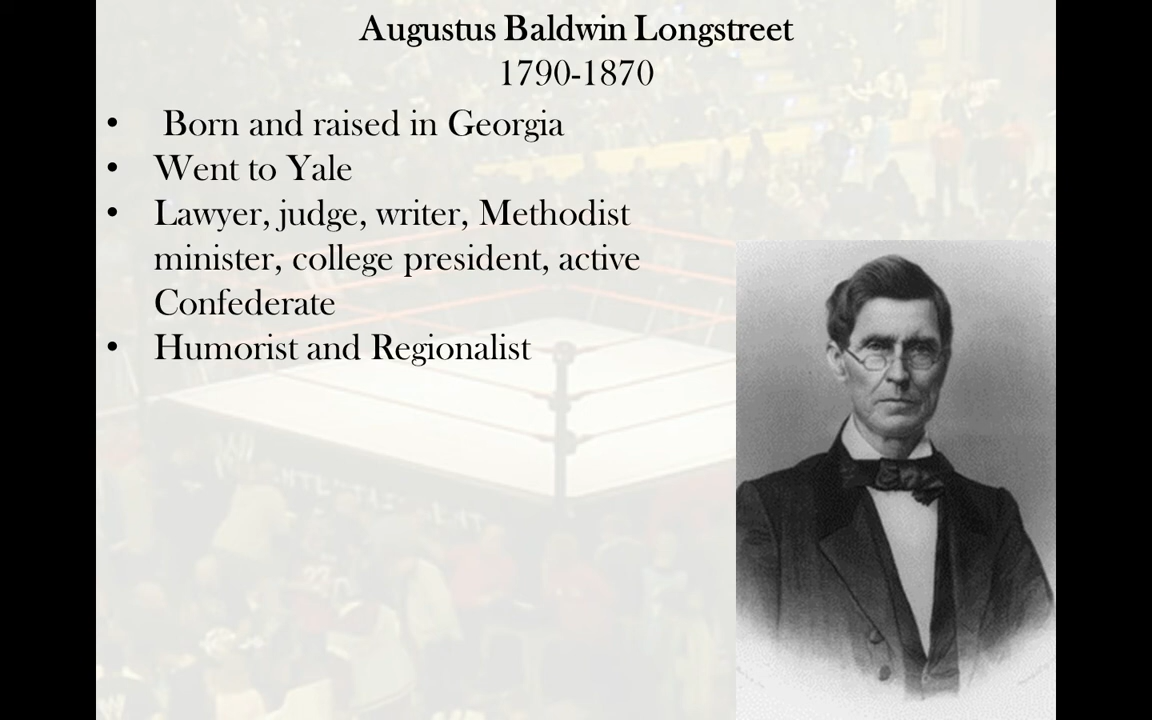 Augustus Baldwin Longstreet
1790-1870
• Born and raised in Georgia
• Went to Yale
• Lawyer, judge, writer, Methodist
minister, college president, active
Confederate
• Humorist and Regionalist